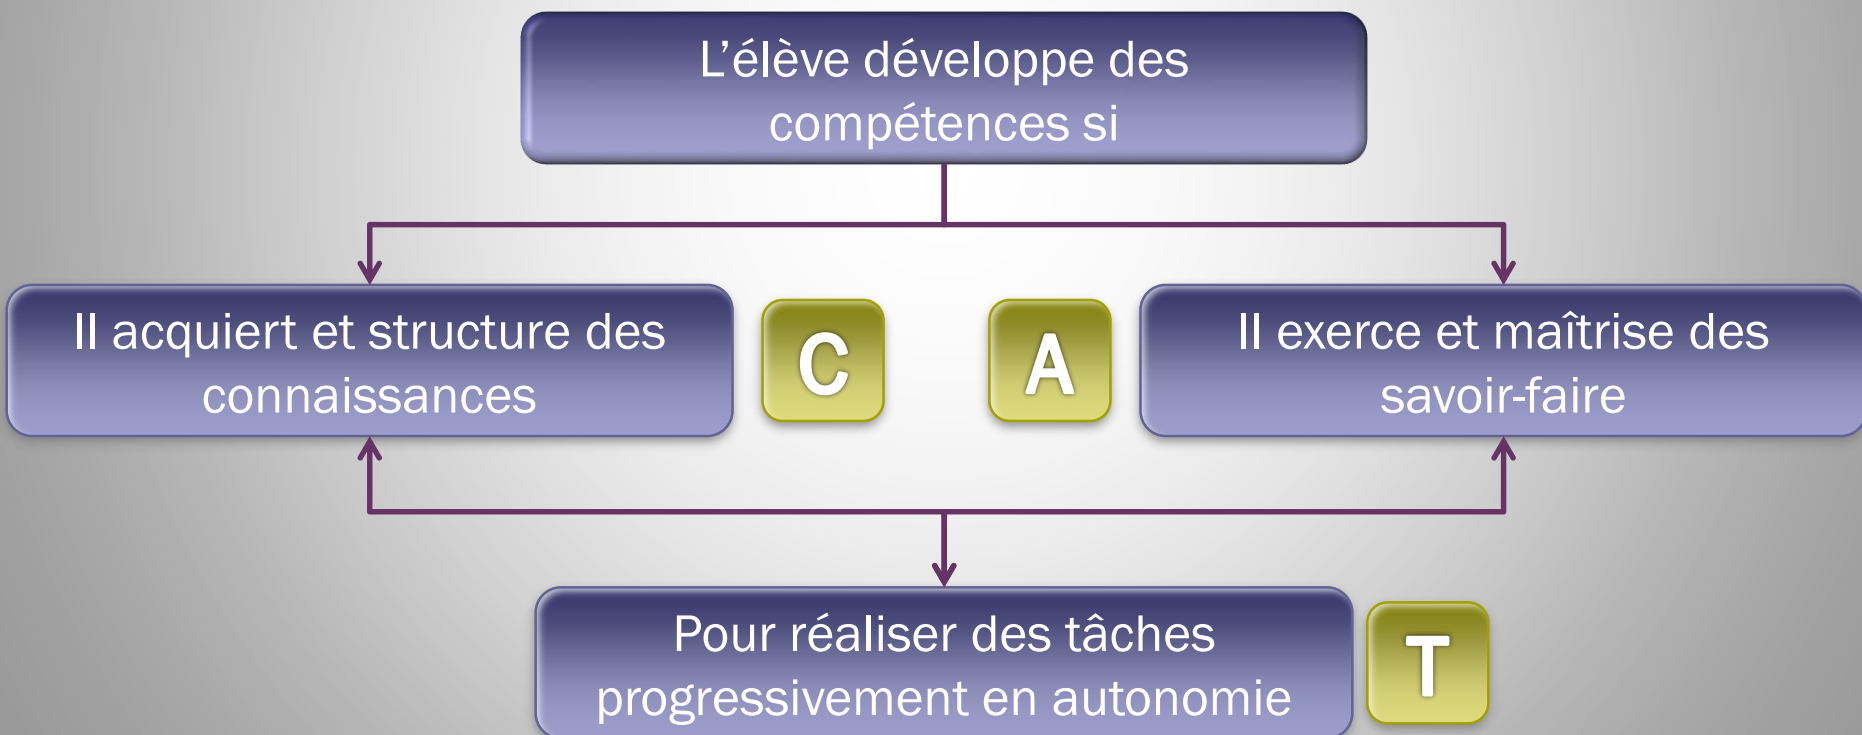 L’élève développe des
compétences si
Il acquiert et structure des
connaissances
C
A
Il exerce et maîtrise des
savoir-faire
Pour réaliser des tâches
progressivement en autonomie
T